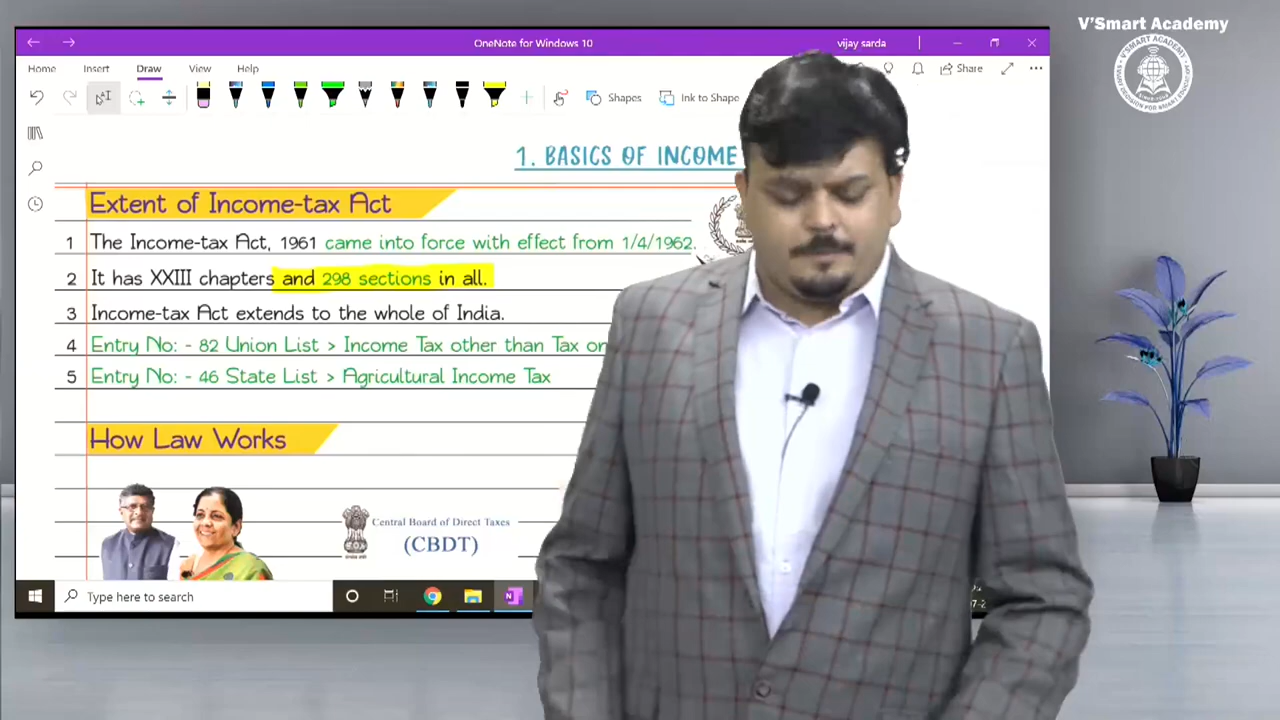 V'Smart Academy
OneNote for Windows 10
vijay sarda
Home Insert Draw View Help
Share
Shapes
Ink to Shape
1. BASICS OF INCOME
Extent of Income-tax Act
1 The Income-tax Act, 1961 came into force with effect from 1/4/1962.
2 It has XXIII chapters and 298 sections in all.
3 Income-tax Act extends to the whole of India.
4 Entry No: - 82 Union List > Income Tax other than Tax on
5 Entry No: - 46 State List > Agricultural Income Tax
How Law Works
Central Board of Direct Taxes
(CBDT)
Type here to search